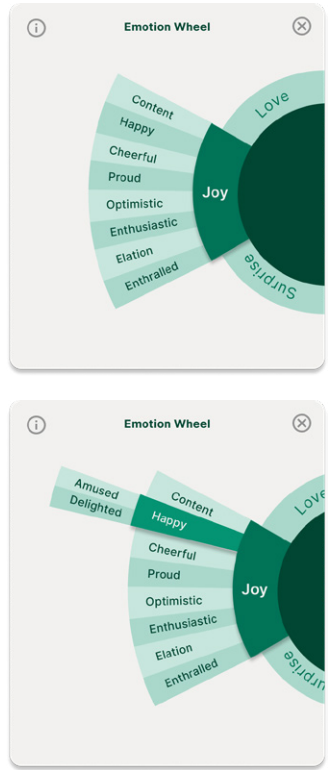 Emotion Wheel
Love
Content
Happy
Cheerful
Proud
Joy
Optimistic
Enthusiastic
Elation
Enthralled
Surprise
Emotion Wheel
Amused
Delighted
Content
Love
Happy
Cheerful
Proud
Joy
Optimistic
Enthusiastic
Elation
Enthralled
Surpris